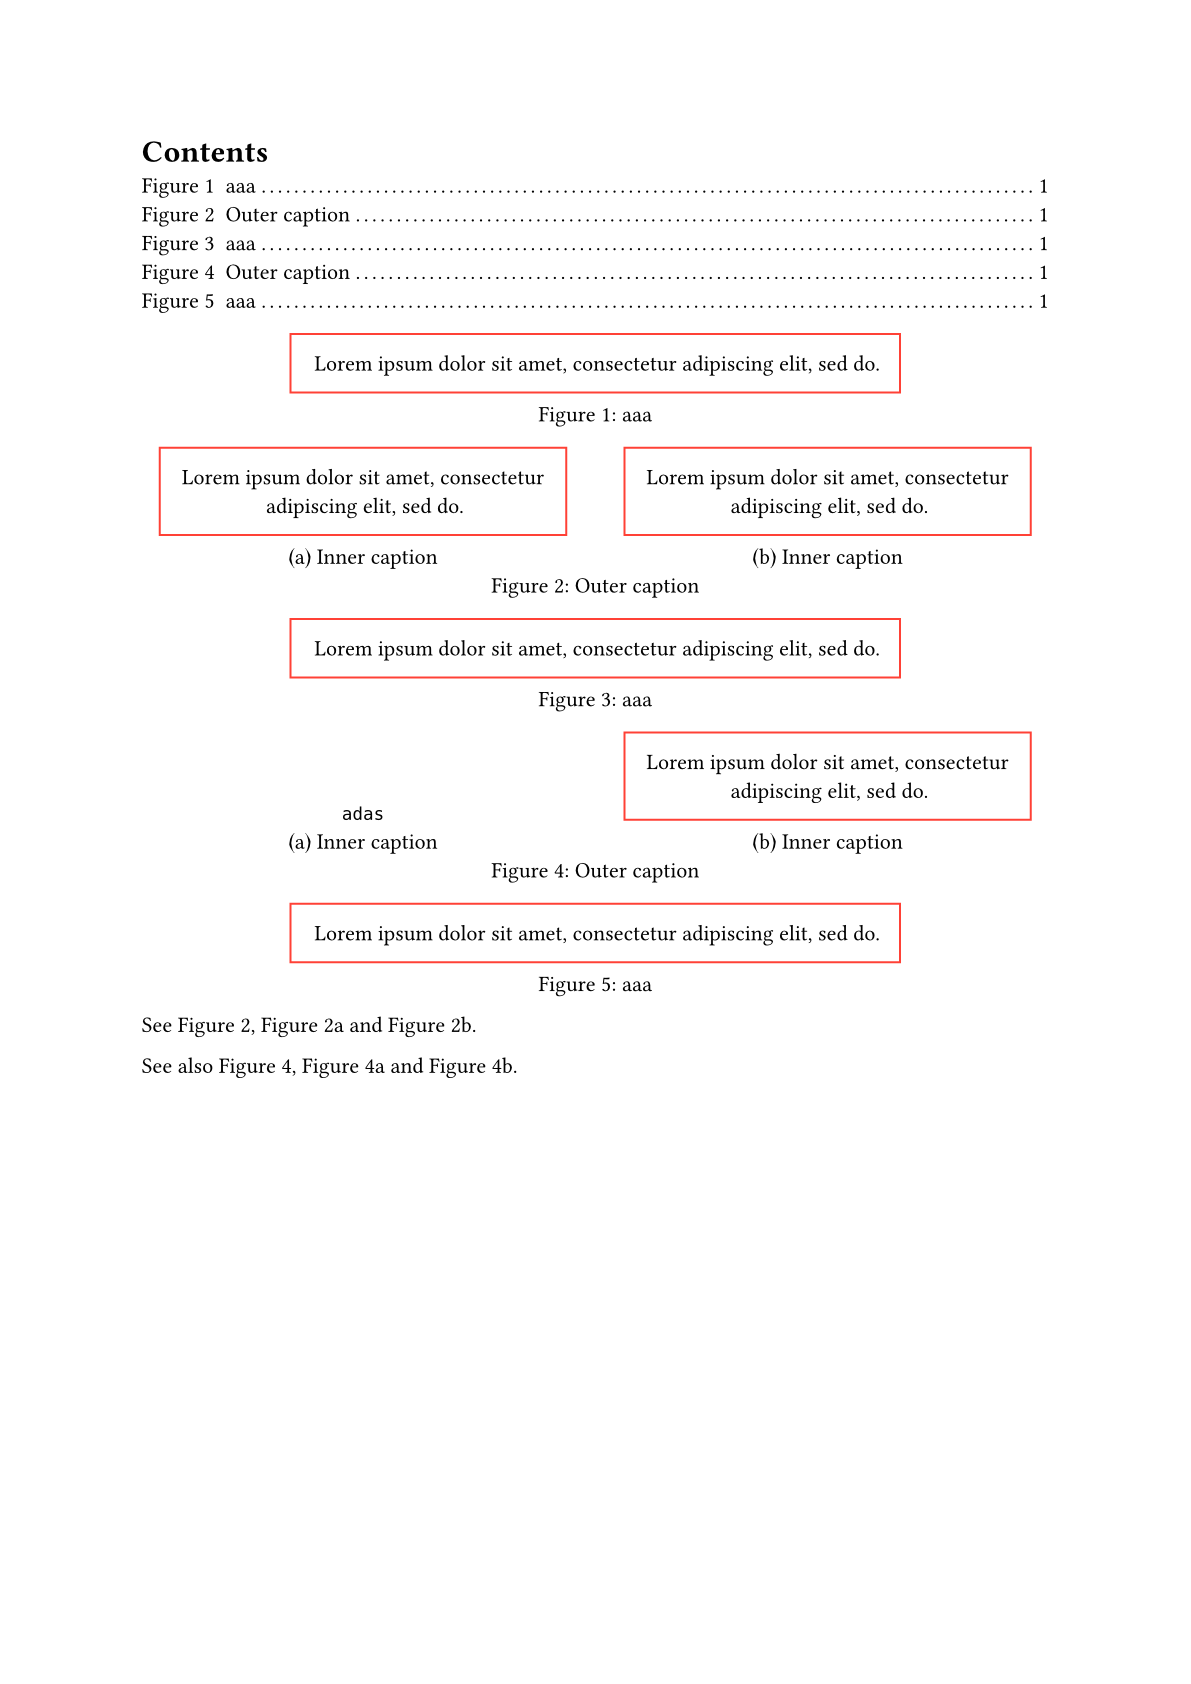 Contents
Figure 1 aaa ................................................................................................ 1
Figure 2 Outer caption .................................................................................... 1
Figure 3 aaa ................................................................................................ 1
Figure 4 Outer caption .................................................................................... 1
Figure 5 aaa ................................................................................................ 1
Lorem ipsum dolor sit amet, consectetur adipiscing elit, sed do.
Figure 1: aaa
Lorem ipsum dolor sit amet, consectetur
adipiscing elit, sed do.
(a) Inner caption
Lorem ipsum dolor sit amet, consectetur
adipiscing elit, sed do.
(b) Inner caption
Figure 2: Outer caption
Lorem ipsum dolor sit amet, consectetur adipiscing elit, sed do.
Figure 3: aaa
adas
(a) Inner caption
Lorem ipsum dolor sit amet, consectetur
adipiscing elit, sed do.
(b) Inner caption
Figure 4: Outer caption
Lorem ipsum dolor sit amet, consectetur adipiscing elit, sed do.
Figure 5: aaa
See Figure 2, Figure 2a and Figure 2b.
See also Figure 4, Figure 4a and Figure 4b.